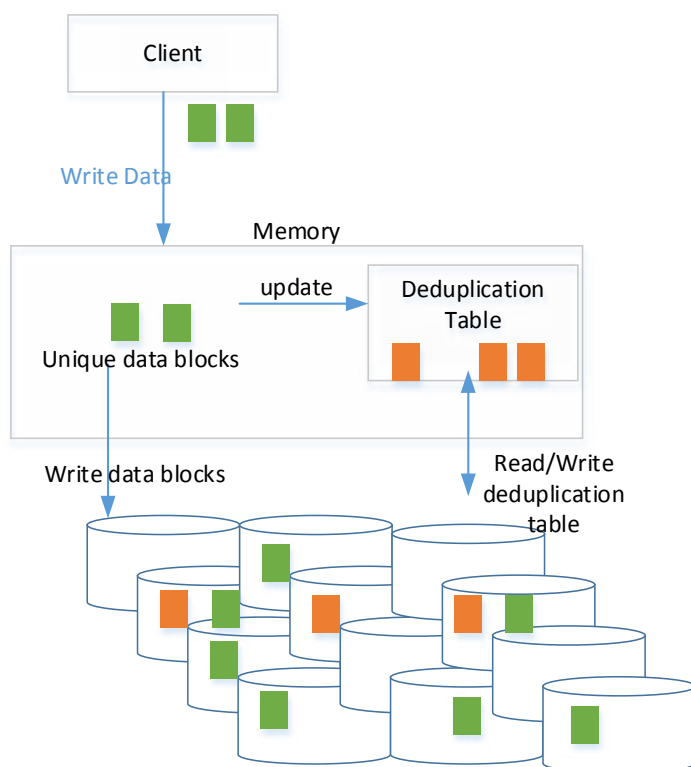 Client
Write Data
Memory
update
Deduplication
Table
Unique data blocks
Write data blocks
Read/Write
deduplication
table